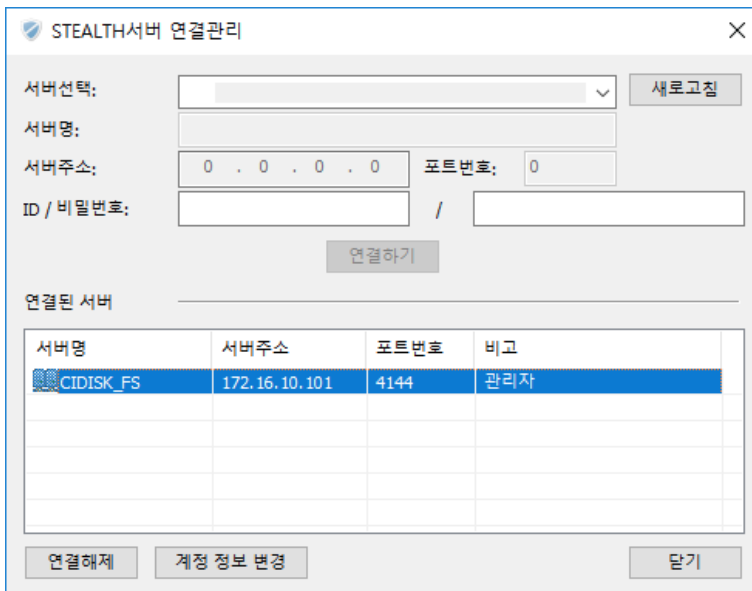 STEALTH서버 연결관리
서버선택: 새로고침
서버명:
서버주소: 0 . 0 . 0 . 0 포트번호: 0
ID / 비밀번호: /
연결하기
연결된 서버
서버명 서버주소 포트번호 비고
CIDISK_FS 172.16.10.101 4144 관리자
연결해제 계정 정보 변경 닫기